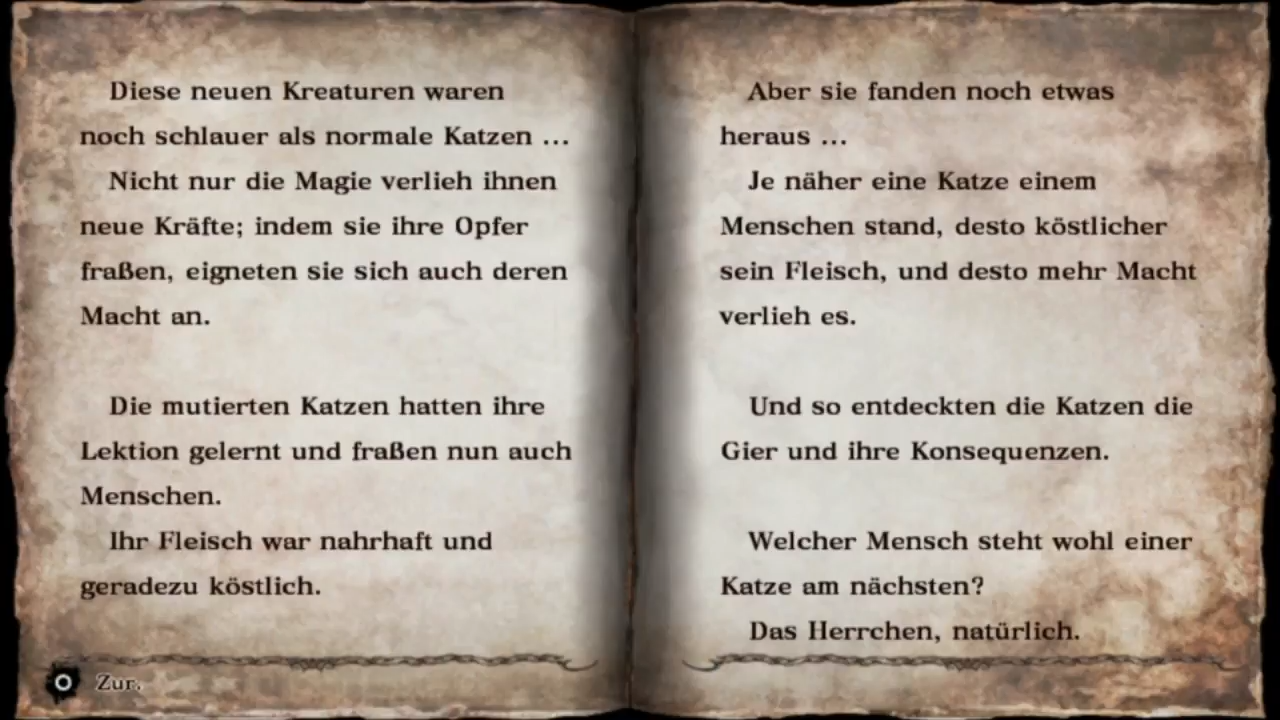 Diese neuen Kreaturen waren
noch schlauer als normale Katzen ...
Nicht nur die Magie verlieh ihnen
neue Kräfte; indem sie ihre Opfer
fraßen, eigneten sie sich auch deren
Macht an.
Die mutierten Katzen hatten ihre
Lektion gelernt und fraßen nun auch
Menschen.
Ihr Fleisch war nahrhaft und
geradezu köstlich.
Aber sie fanden noch etwas
heraus ...
Je näher eine Katze einem
Menschen stand, desto köstlicher
sein Fleisch, und desto mehr Macht
verlieh es.
Und so entdeckten die Katzen die
Gier und ihre Konsequenzen.
Welcher Mensch steht wohl einer
Katze am nächsten?
Das Herrchen, natürlich.
Zur.